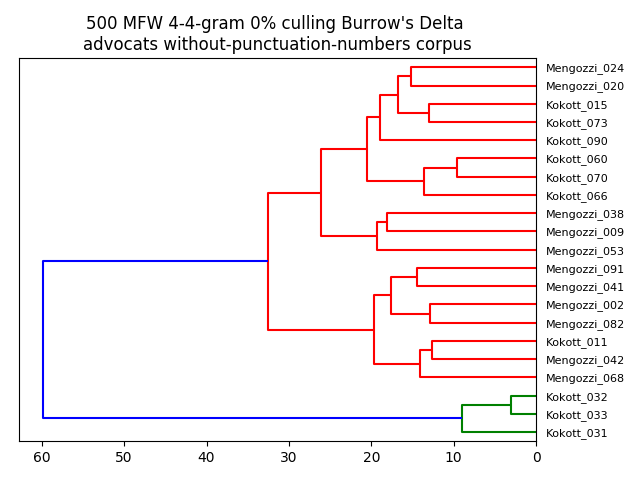 500 MFW 4-4-gram 0% culling Burrow's Delta
advocats without-punctuation-numbers corpus
Mengozzi_024
Mengozzi_020
Kokott_015
Kokott_073
Kokott_090
Kokott_060
Kokott_070
Kokott_066
Mengozzi_038
Mengozzi_009
Mengozzi_053
Mengozzi_091
Mengozzi_041
Mengozzi_002
Mengozzi_082
Kokott_011
Mengozzi_042
Mengozzi_068
Kokott_032
Kokott_033
Kokott_031
60 50 40 30 20 10 0